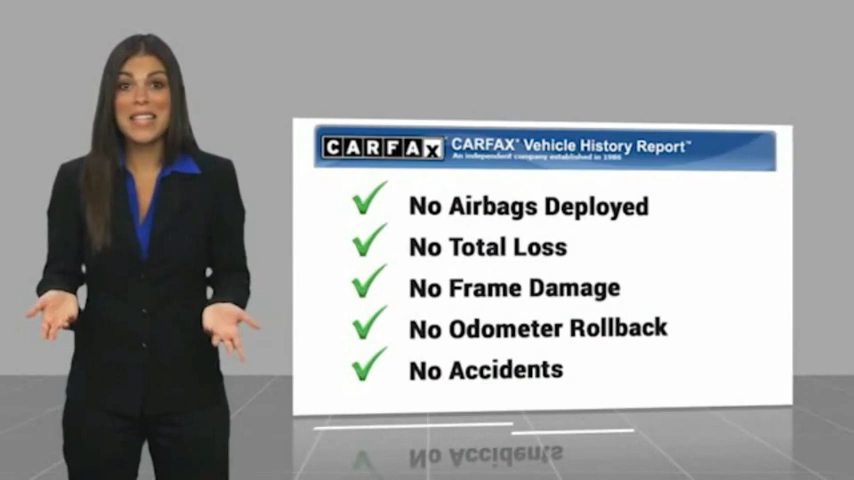 CARFAX CARFAX® Vehicle History Report™
An independent company established in 1986
No Airbags Deployed
No Total Loss
No Frame Damage
No Odometer Rollback
No Accidents
No Accidents